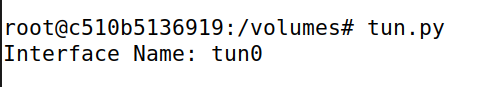 root@c510b5136919:/volumes# tun.py
Interface Name: tun0